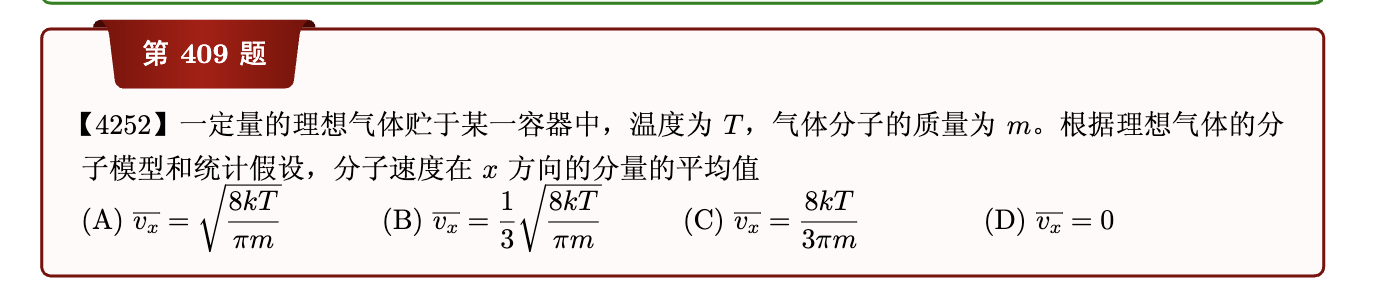 第 409 题
【4252】一定量的理想气体贮于某一容器中，温度为 T，气体分子的质量为 m。根据理想气体的分
子模型和统计假设，分子速度在 x 方向的分量的平均值
(A) $\overline{v_x} = \sqrt{\frac{8kT}{\pi m}}$ (B) $\overline{v_x} = \frac{1}{3}\sqrt{\frac{8kT}{\pi m}}$ (C) $\overline{v_x} = \frac{8kT}{3\pi m}$ (D) $\overline{v_x} = 0$